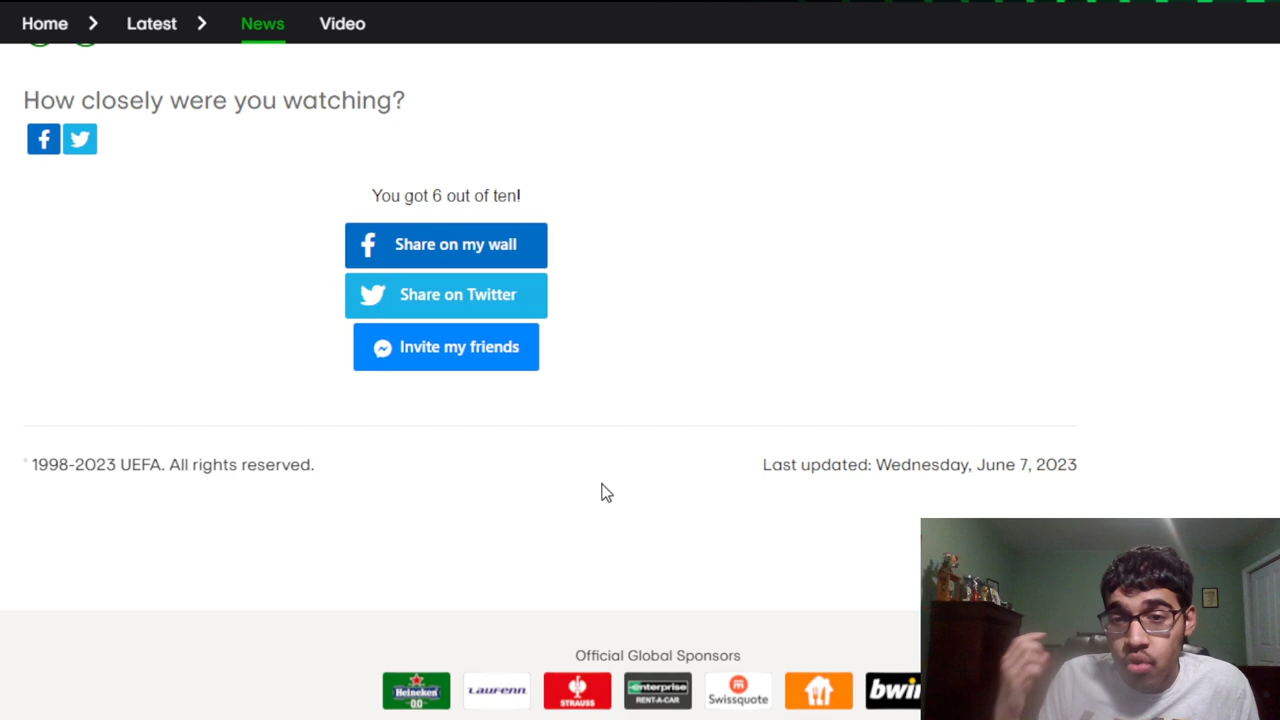 Home
Latest
News
Video
How closely were you watching?
You got 6 out of ten!
Share on my wall
Share on Twitter
Invite my friends
1998-2023 UEFA. All rights reserved.
Last updated: Wednesday, June 7, 2023
Official Global Sponsors
Heineken
0.0
Laufenn
STRAUSS
enterprise
RENT-A-CAR
Swissquote